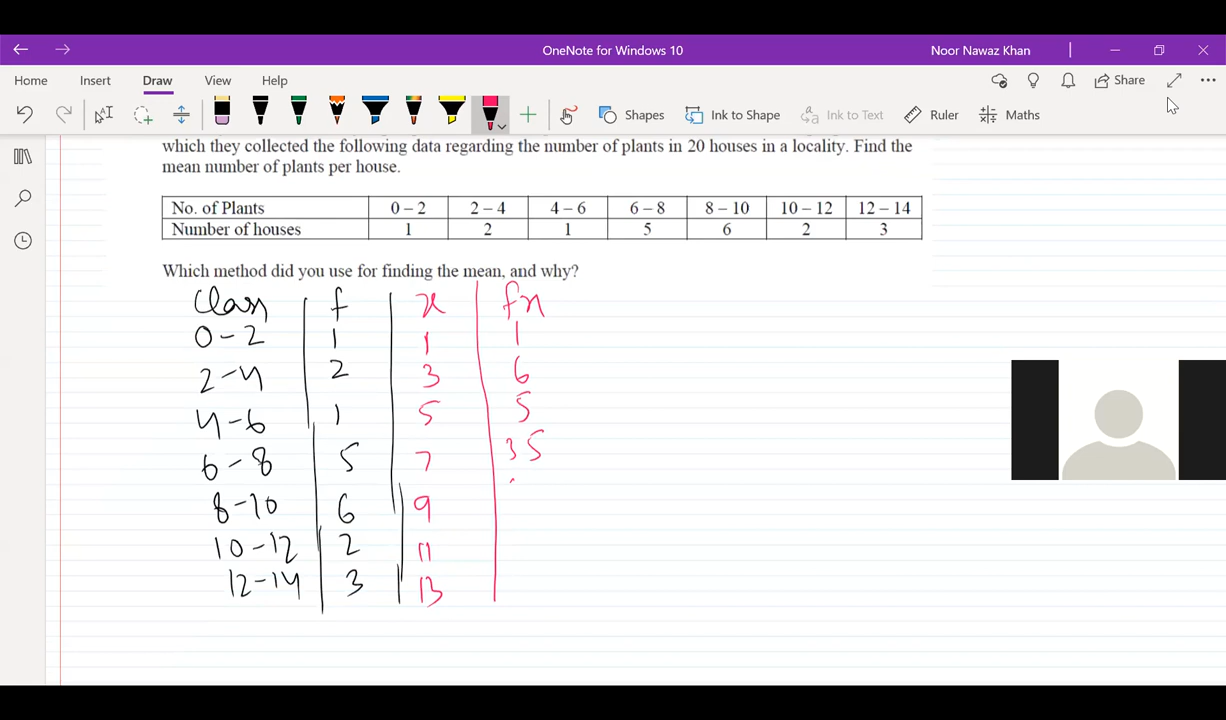 OneNote for Windows 10
Noor Nawaz Khan
Home Insert Draw View Help
Share
Shapes Ink to Shape Ink to Text Ruler Maths
which they collected the following data regarding the number of plants in 20 houses in a locality. Find the
mean number of plants per house.
No. of Plants 0 – 2 2 – 4 4 – 6 6 – 8 8 – 10 10 – 12 12 – 14
Number of houses 1 2 1 5 6 2 3
Which method did you use for finding the mean, and why?
Class f x fx
0-2 1 1 1
2-4 2 3 6
4-6 1 5 5
6-8 5 7 35
8-10 6 9
10-12 2 11
12-14 3 13